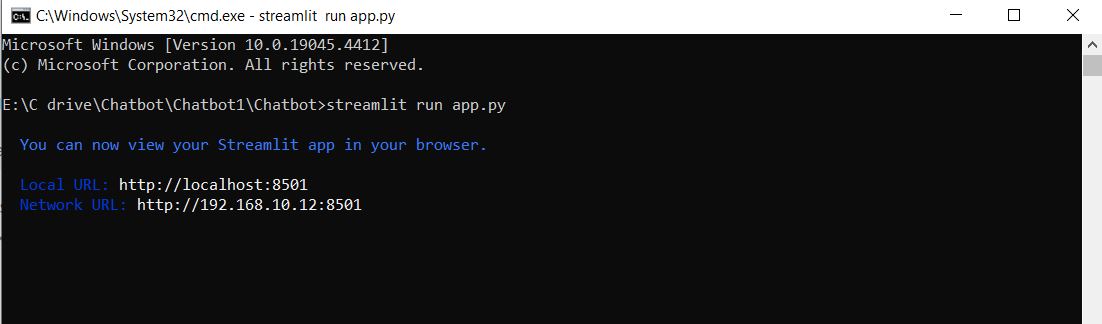 C:\Windows\System32\cmd.exe - streamlit  run app.py
Microsoft Windows [Version 10.0.19045.4412]
(c) Microsoft Corporation. All rights reserved.
E:\C drive\Chatbot\Chatbot1\Chatbot>streamlit run app.py
You can now view your Streamlit app in your browser.
Local URL: http://localhost:8501
Network URL: http://192.168.10.12:8501